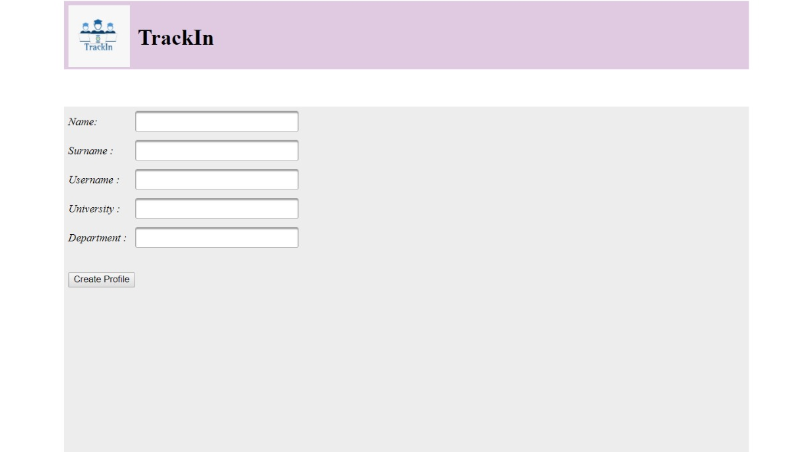 TrackIn
TrackIn
Name:
Surname :
Username :
University :
Department :
Create Profile